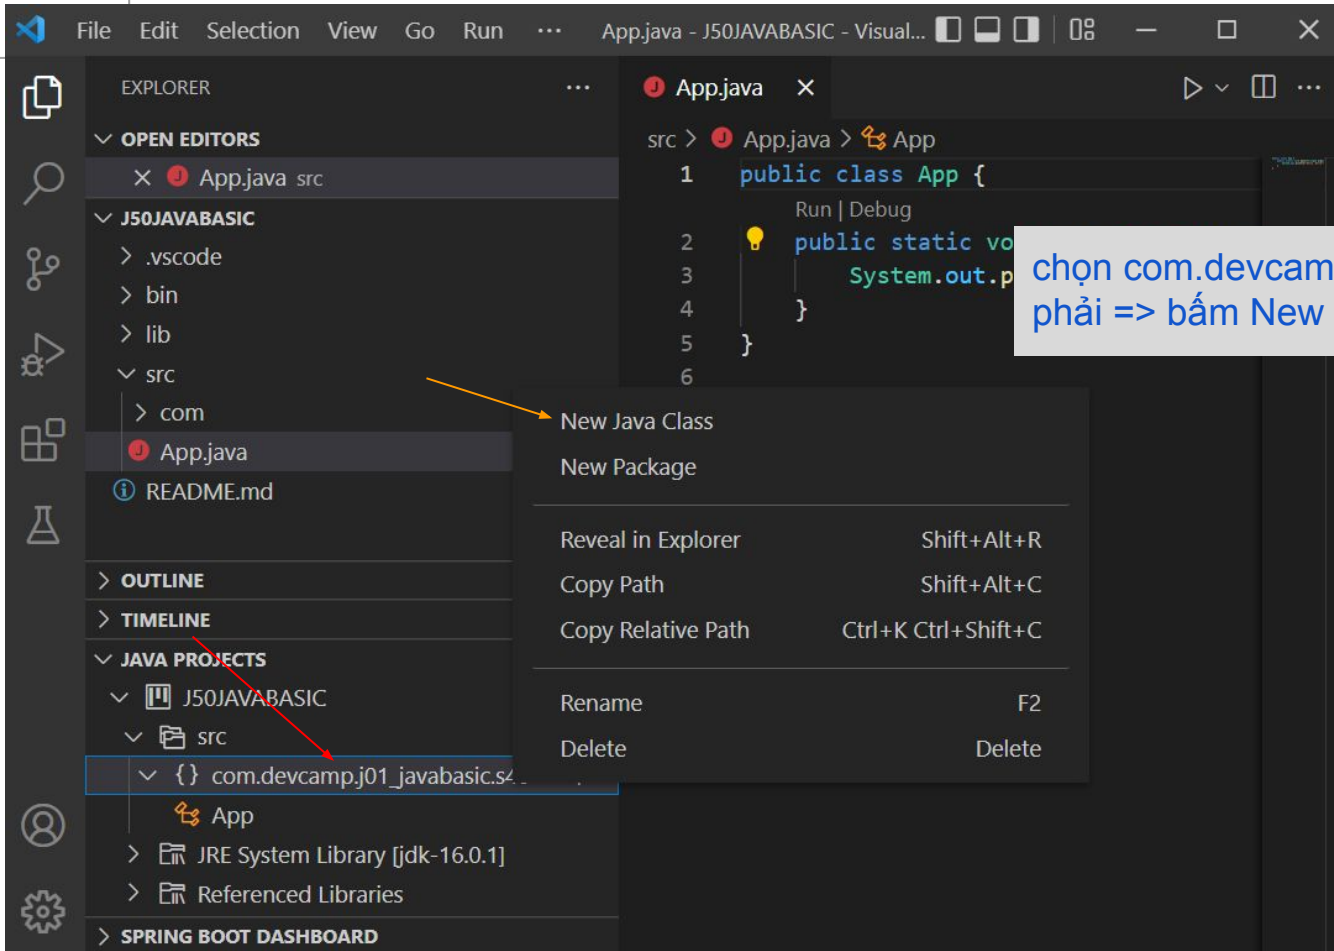 File Edit Selection View Go Run ··· App.java - J50JAVABASIC - Visual...
EXPLORER ···
OPEN EDITORS
App.java src
J50JAVABASIC
.vscode
bin
lib
src
com
App.java
README.md
OUTLINE
TIMELINE
JAVA PROJECTS
J50JAVABASIC
src
{} com.devcamp.j01_javabasic.s4
App
JRE System Library [jdk-16.0.1]
Referenced Libraries
SPRING BOOT DASHBOARD
App.java
src > App.java > App
1 public class App {
Run | Debug
2 public static vo
3 System.out.p
4 }
5 }
6
chọn com.devcam
phải => bấm New
New Java Class
New Package
Reveal in Explorer Shift+Alt+R
Copy Path Shift+Alt+C
Copy Relative Path Ctrl+K Ctrl+Shift+C
Rename F2
Delete Delete